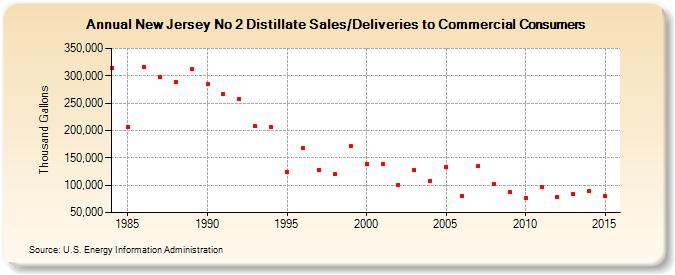 Annual New Jersey No 2 Distillate Sales/Deliveries to Commercial Consumers
Thousand Gallons
350,000
300,000
250,000
200,000
150,000
100,000
50,000
1985 1990 1995 2000 2005 2010 2015
Source: U.S. Energy Information Administration